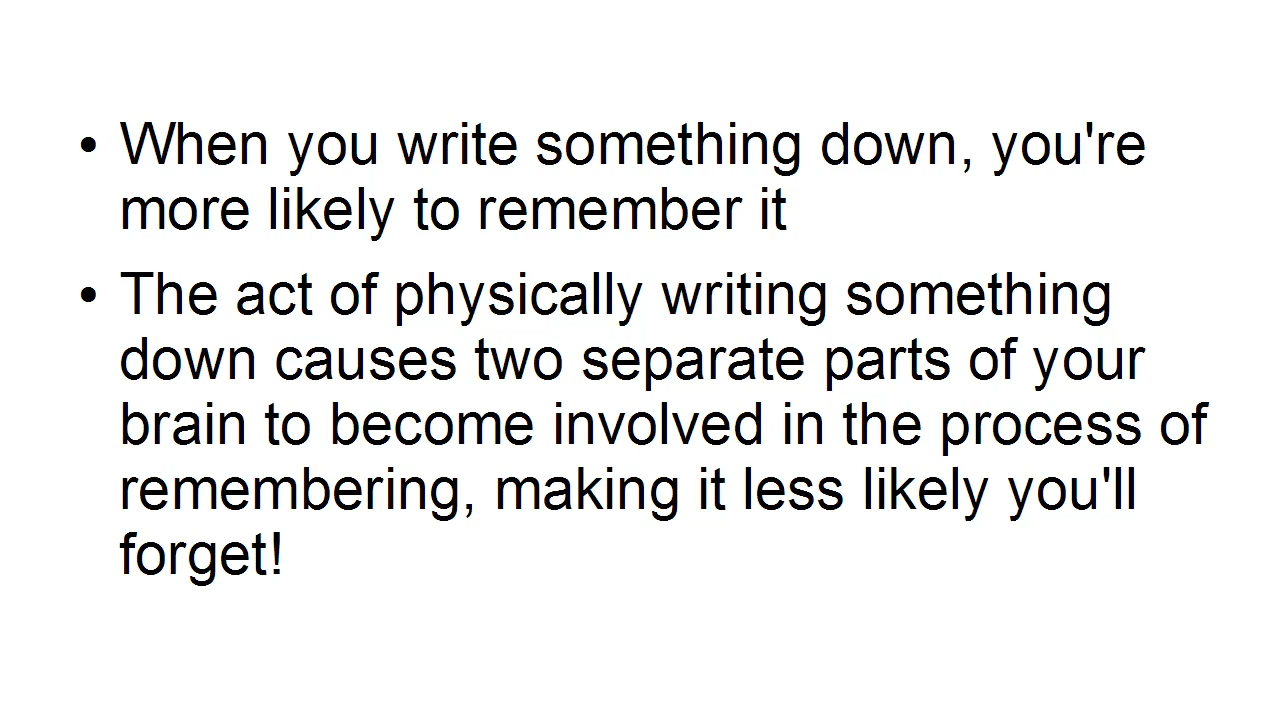 • When you write something down, you're
more likely to remember it
• The act of physically writing something
down causes two separate parts of your
brain to become involved in the process of
remembering, making it less likely you'll
forget!